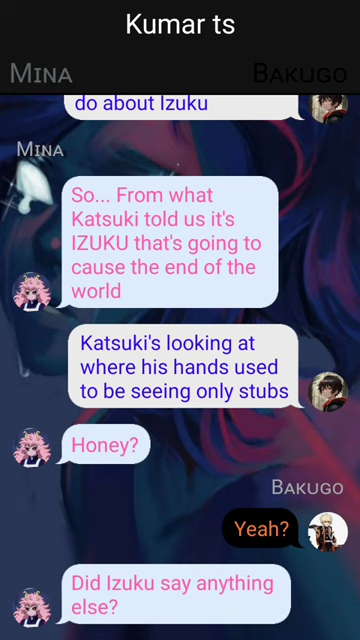 Kumar ts
Mina
Bakugo
do about Izuku
Mina
So... From what
Katsuki told us it's
IZUKU that's going to
cause the end of the
world
Katsuki's looking at
where his hands used
to be seeing only stubs
Honey?
Bakugo
Yeah?
Did Izuku say anything
else?